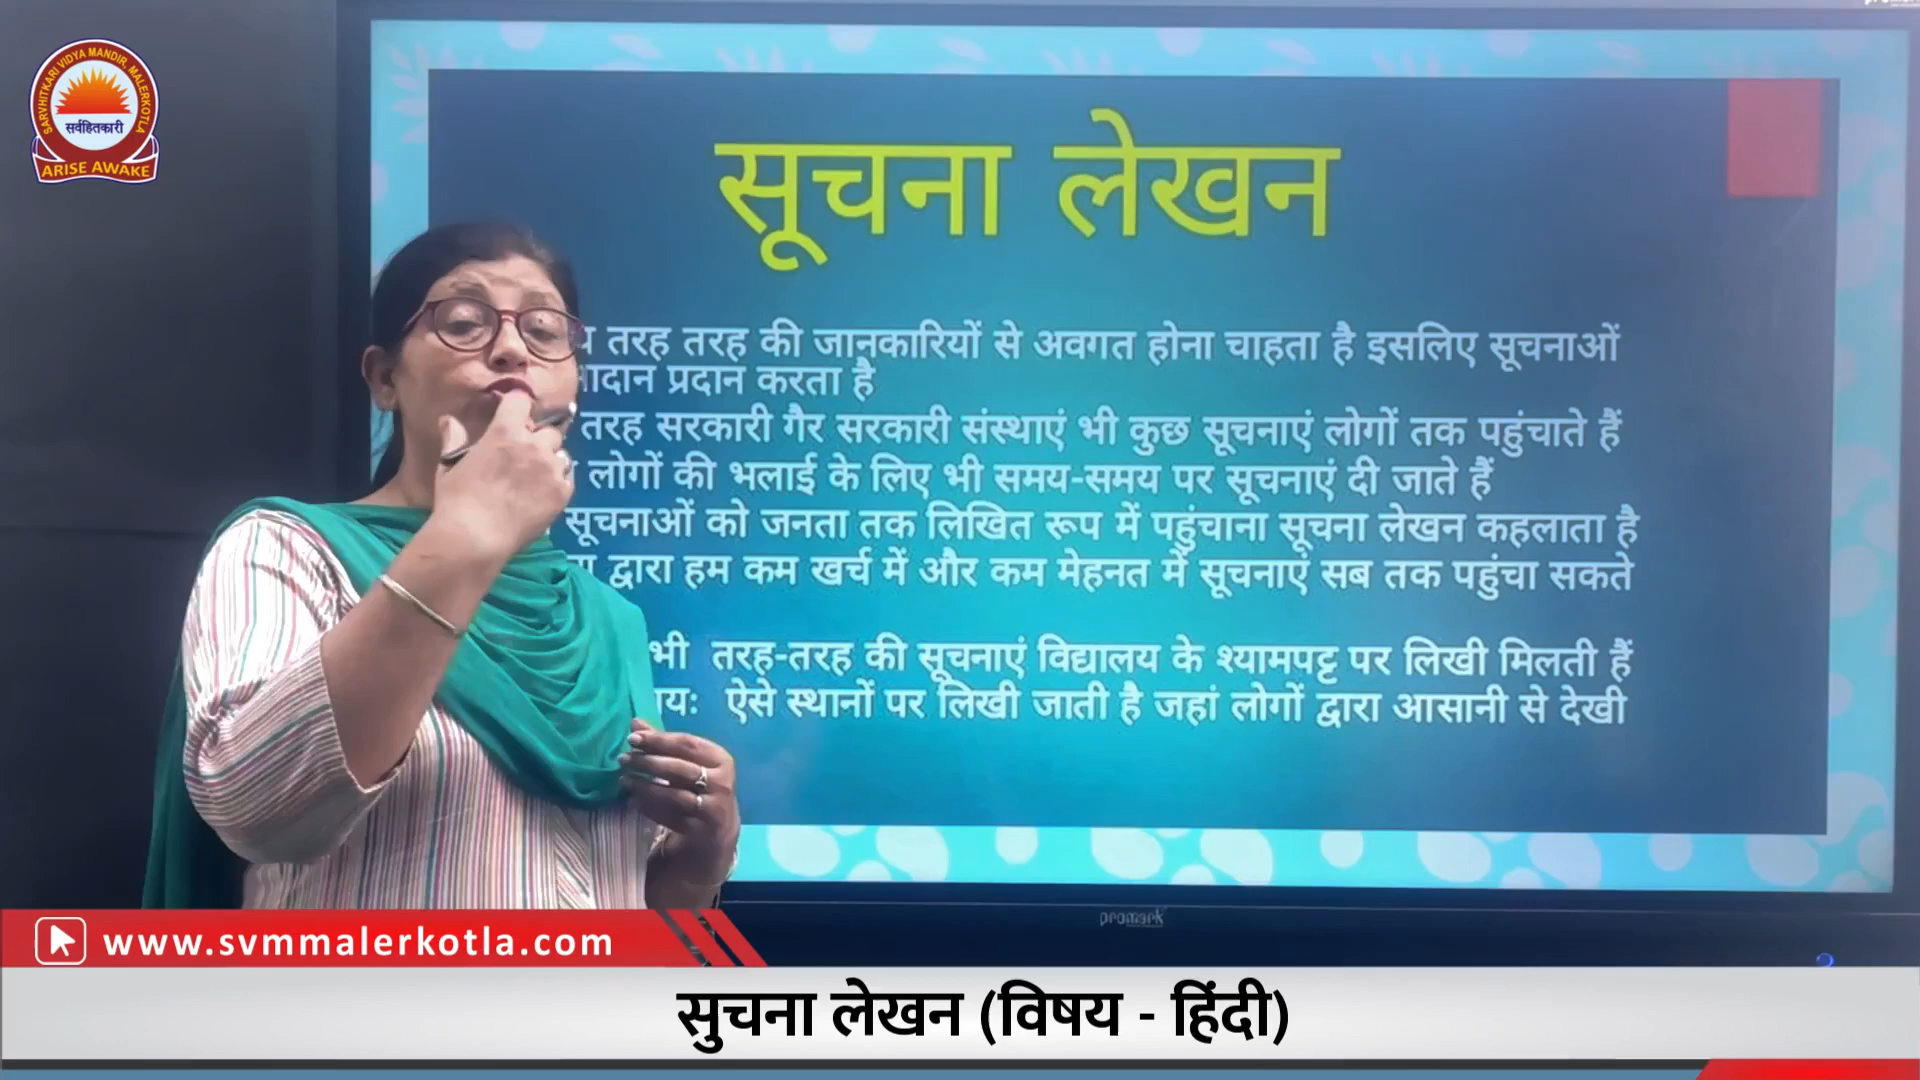 SARVHITKARI VIDYA MANDIR, MALERKOTLA
सर्वहितकारी
ARISE AWAKE
सूचना लेखन
तरह तरह की जानकारियों से अवगत होना चाहता है इसलिए सूचनाओं
प्रदान करता है
तरह सरकारी गैर सरकारी संस्थाएं भी कुछ सूचनाएं लोगों तक पहुंचाते हैं
लोगों की भलाई के लिए भी समय-समय पर सूचनाएं दी जाते हैं
सूचनाओं को जनता तक लिखित रूप में पहुंचाना सूचना लेखन कहलाता है
द्वारा हम कम खर्च में और कम मेहनत में सूचनाएं सब तक पहुंचा सकते
भी तरह-तरह की सूचनाएं विद्यालय के श्यामपट्ट पर लिखी मिलती हैं
ऐसे स्थानों पर लिखी जाती है जहां लोगों द्वारा आसानी से देखी
promark
www.svmmalerkotla.com
सुचना लेखन (विषय - हिंदी)